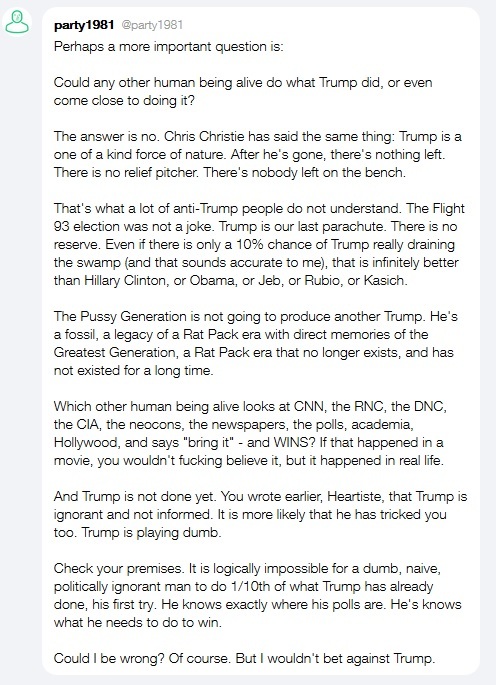 party1981 @party1981
Perhaps a more important question is:
Could any other human being alive do what Trump did, or even
come close to doing it?
The answer is no. Chris Christie has said the same thing: Trump is a
one of a kind force of nature. After he's gone, there's nothing left.
There is no relief pitcher. There's nobody left on the bench.
That's what a lot of anti-Trump people do not understand. The Flight
93 election was not a joke. Trump is our last parachute. There is no
reserve. Even if there is only a 10% chance of Trump really draining
the swamp (and that sounds accurate to me), that is infinitely better
than Hillary Clinton, or Obama, or Jeb, or Rubio, or Kasich.
The Pussy Generation is not going to produce another Trump. He's
a fossil, a legacy of a Rat Pack era with direct memories of the
Greatest Generation, a Rat Pack era that no longer exists, and has
not existed for a long time.
Which other human being alive looks at CNN, the RNC, the DNC,
the CIA, the neocons, the newspapers, the polls, academia,
Hollywood, and says "bring it" - and WINS? If that happened in a
movie, you wouldn't fucking believe it, but it happened in real life.
And Trump is not done yet. You wrote earlier, Heartiste, that Trump is
ignorant and not informed. It is more likely that he has tricked you
too. Trump is playing dumb.
Check your premises. It is logically impossible for a dumb, naive,
politically ignorant man to do 1/10th of what Trump has already
done, his first try. He knows exactly where his polls are. He's knows
what he needs to do to win.
Could I be wrong? Of course. But I wouldn't bet against Trump.